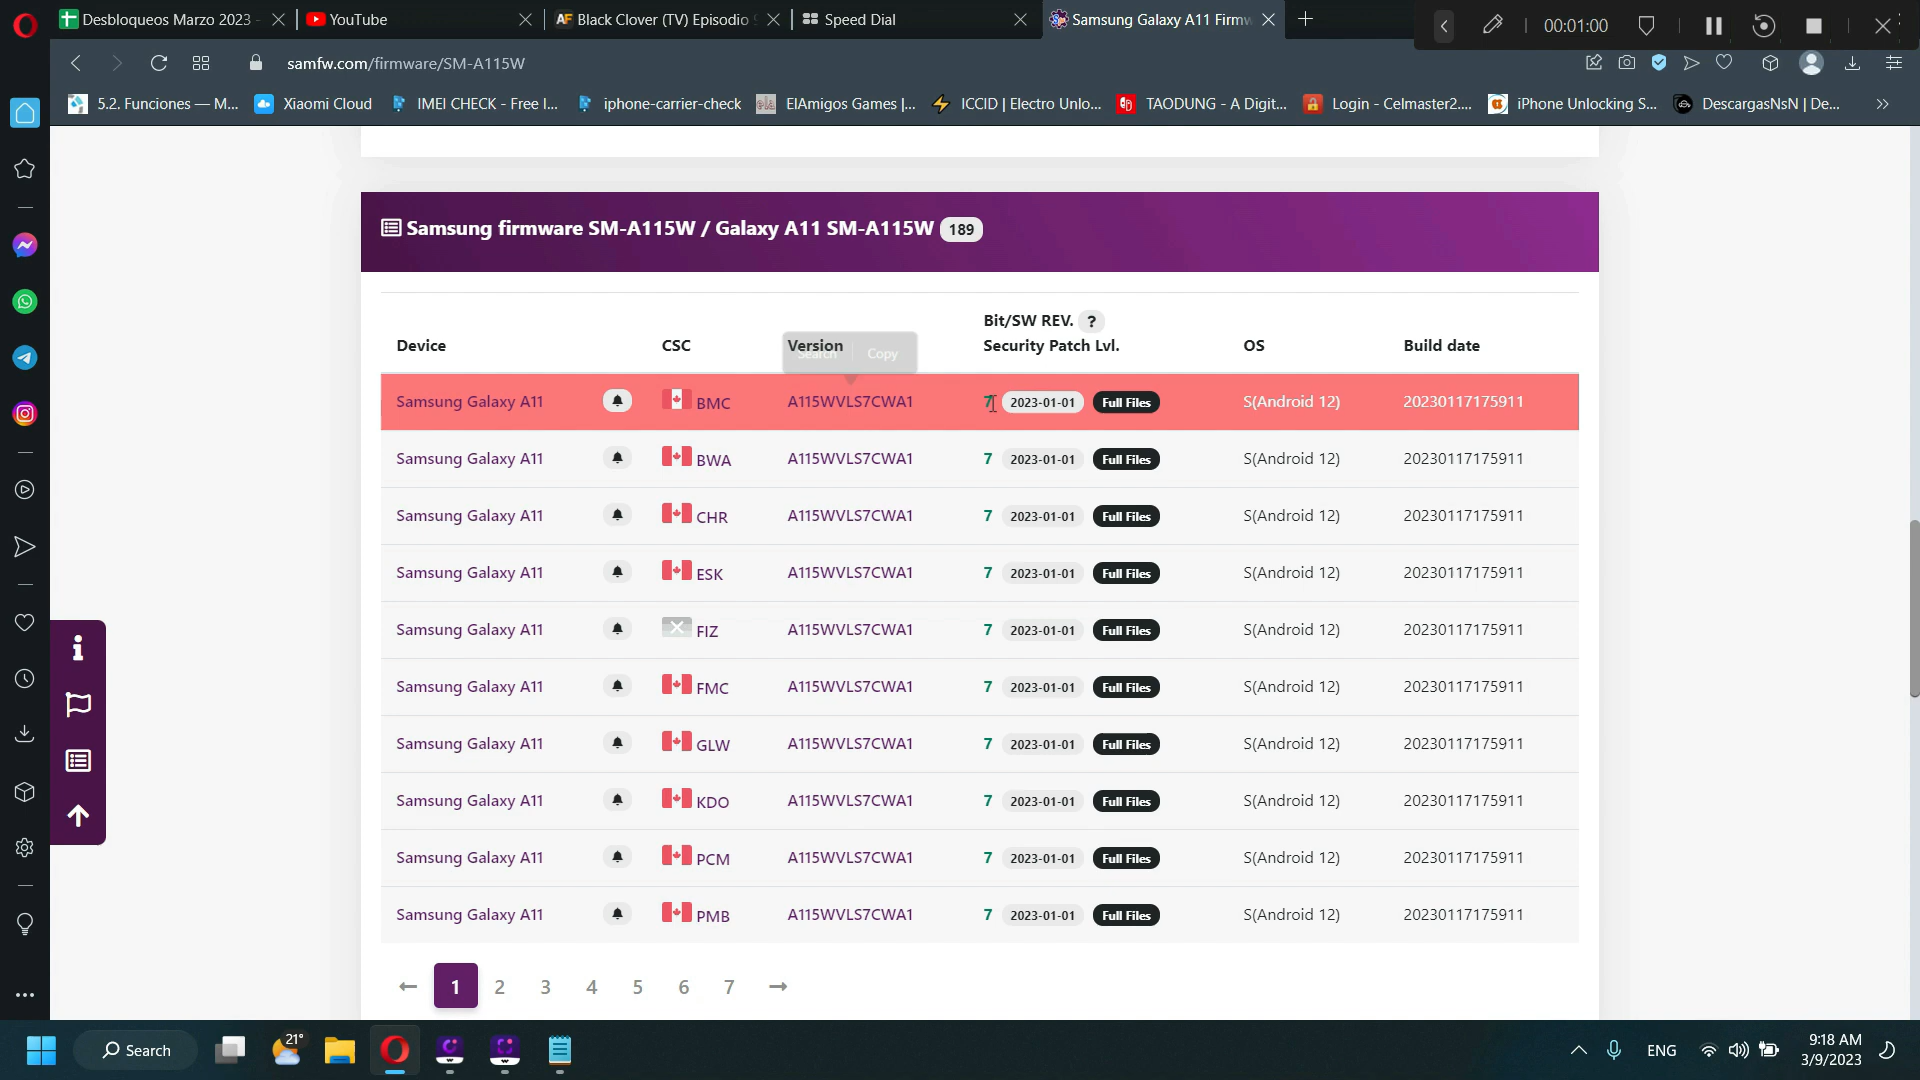 Desbloqueos Marzo 2023 -
YouTube
AF Black Clover (TV) Episodio
Speed Dial
Samsung Galaxy A11 Firmw
00:01:00
samfw.com/firmware/SM-A115W
5.2. Funciones — M...
Xiaomi Cloud
IMEI CHECK - Free I...
iphone-carrier-check
ElAmigos Games |...
ICCID | Electro Unlo...
TAODUNG - A Digit...
Login - Celmaster2....
iPhone Unlocking S...
DescargasNsN | De...
Samsung firmware SM-A115W / Galaxy A11 SM-A115W 189
Device CSC Version Bit/SW REV. ?
Security Patch Lvl. OS Build date
Search Copy
Samsung Galaxy A11 BMC A115WVLS7CWA1 7 2023-01-01 Full Files S(Android 12) 20230117175911
Samsung Galaxy A11 BWA A115WVLS7CWA1 7 2023-01-01 Full Files S(Android 12) 20230117175911
Samsung Galaxy A11 CHR A115WVLS7CWA1 7 2023-01-01 Full Files S(Android 12) 20230117175911
Samsung Galaxy A11 ESK A115WVLS7CWA1 7 2023-01-01 Full Files S(Android 12) 20230117175911
Samsung Galaxy A11 FIZ A115WVLS7CWA1 7 2023-01-01 Full Files S(Android 12) 20230117175911
Samsung Galaxy A11 FMC A115WVLS7CWA1 7 2023-01-01 Full Files S(Android 12) 20230117175911
Samsung Galaxy A11 GLW A115WVLS7CWA1 7 2023-01-01 Full Files S(Android 12) 20230117175911
Samsung Galaxy A11 KDO A115WVLS7CWA1 7 2023-01-01 Full Files S(Android 12) 20230117175911
Samsung Galaxy A11 PCM A115WVLS7CWA1 7 2023-01-01 Full Files S(Android 12) 20230117175911
Samsung Galaxy A11 PMB A115WVLS7CWA1 7 2023-01-01 Full Files S(Android 12) 20230117175911
← 1 2 3 4 5 6 7 →
Search
21°
ENG
9:18 AM
3/9/2023